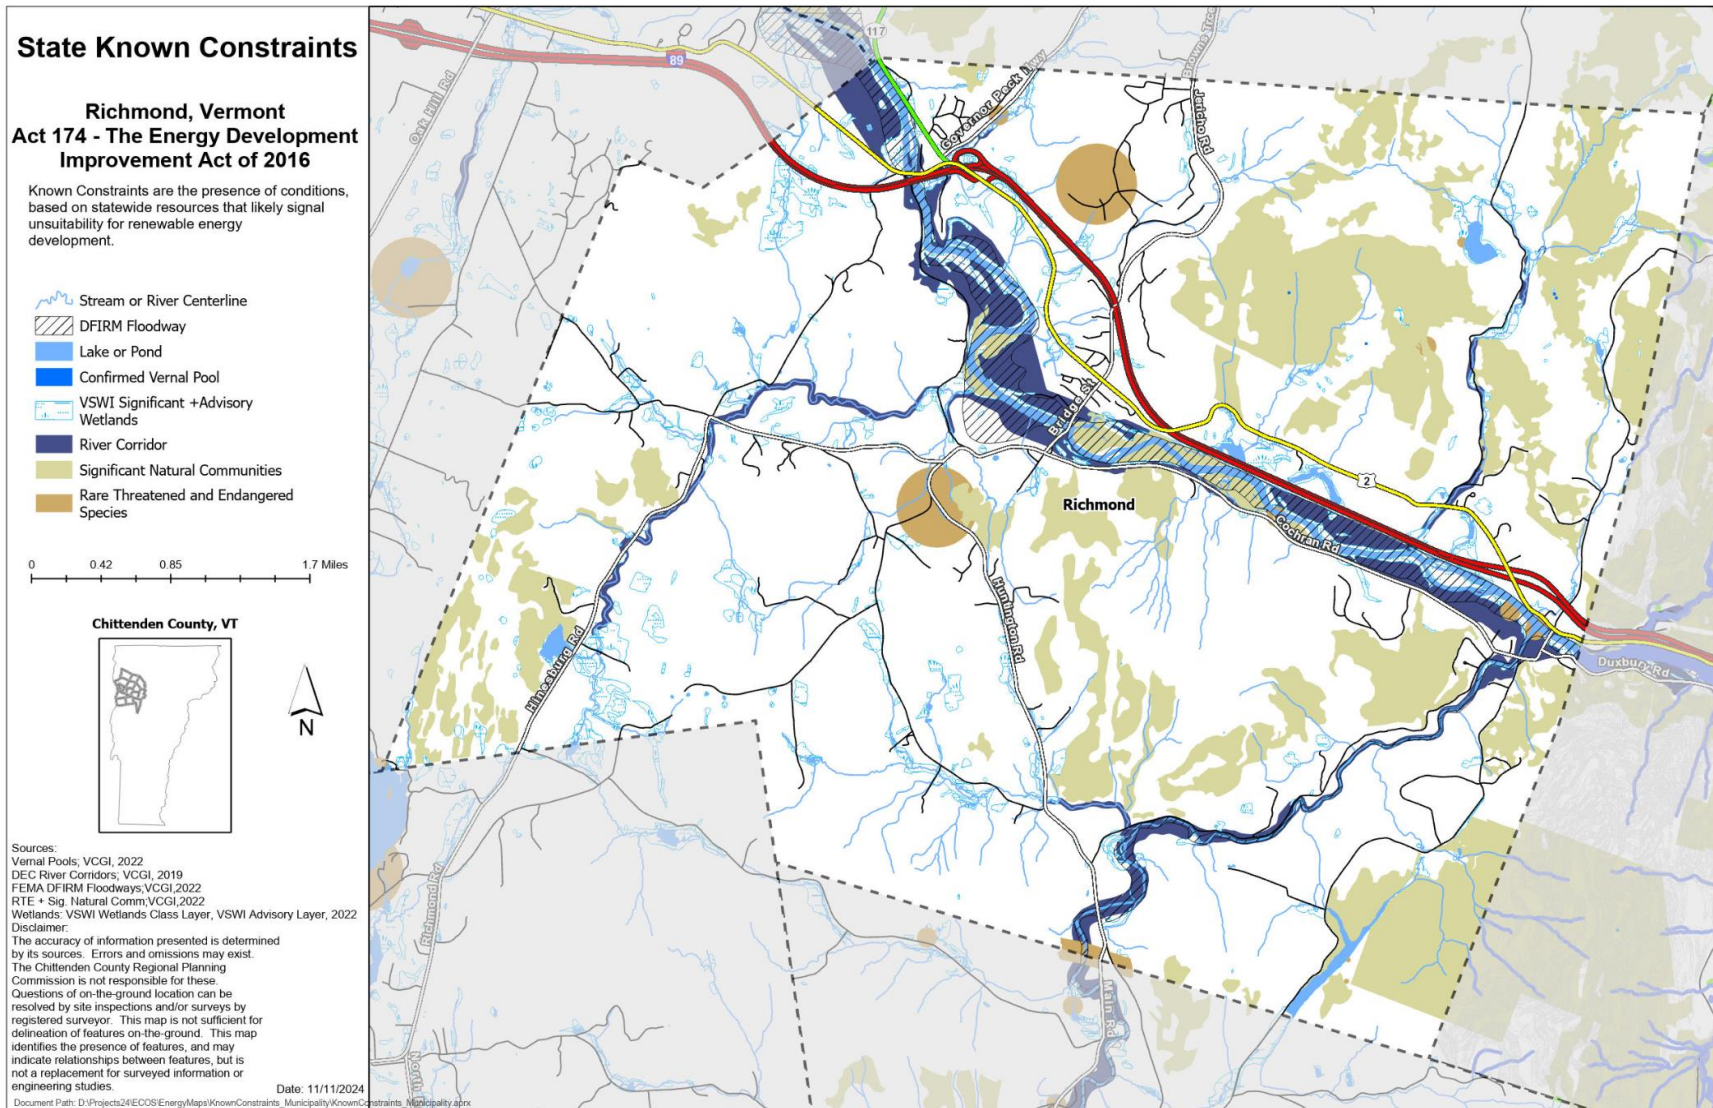 State Known Constraints
Richmond, Vermont
Act 174 - The Energy Development
Improvement Act of 2016
Known Constraints are the presence of conditions,
based on statewide resources that likely signal
unsuitability for renewable energy
development.
Stream or River Centerline
DFIRM Floodway
Lake or Pond
Confirmed Vernal Pool
VSWI Significant +Advisory
Wetlands
River Corridor
Significant Natural Communities
Rare Threatened and Endangered
Species
0 0.42 0.85 1.7 Miles
Chittenden County, VT
N
Sources:
Vernal Pools; VCGI, 2022
DEC River Corridors; VCGI, 2019
FEMA DFIRM Floodways;VCGI,2022
RTE + Sig. Natural Comm;VCGI,2022
Wetlands: VSWI Wetlands Class Layer, VSWI Advisory Layer, 2022
Disclaimer:
The accuracy of information presented is determined
by its sources. Errors and omissions may exist.
The Chittenden County Regional Planning
Commission is not responsible for these.
Questions of on-the-ground location can be
resolved by site inspections and/or surveys by
registered surveyor. This map is not sufficient for
delineation of features on-the-ground. This map
identifies the presence of features, and may
indicate relationships between features, but is
not a replacement for surveyed information or
engineering studies.
Date: 11/11/2024
Document Path: D:\Projects24\ECOS\EnergyMaps\KnownConstraints_Municipality\KnownConstraints_Municipality.aprx
117
89
Oak Hill Rd
Governor Peck Hwy
Jericho Rd
Bridge St
2
Richmond
Cochran Rd
Huntington Rd
Hinesburg Rd
Duxbury Rd
Richmond Rd
Main Rd
North